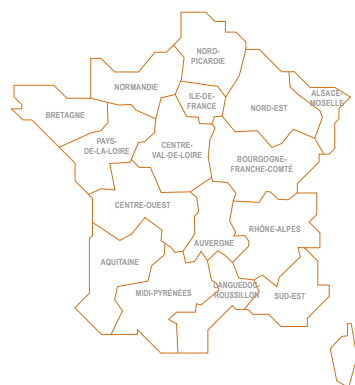 NORD-
PICARDIE
NORMANDIE
ILE-DE-
FRANCE
ALSACE-
MOSELLE
NORD-EST
BRETAGNE
PAYS-
DE-LA-LOIRE
CENTRE-
VAL-DE-LOIRE
BOURGOGNE-
FRANCHE-COMTÉ
CENTRE-OUEST
RHÔNE-ALPES
AUVERGNE
AQUITAINE
MIDI-PYRÉNÉES
LANGUEDOC-
ROUSSILLON
SUD-EST